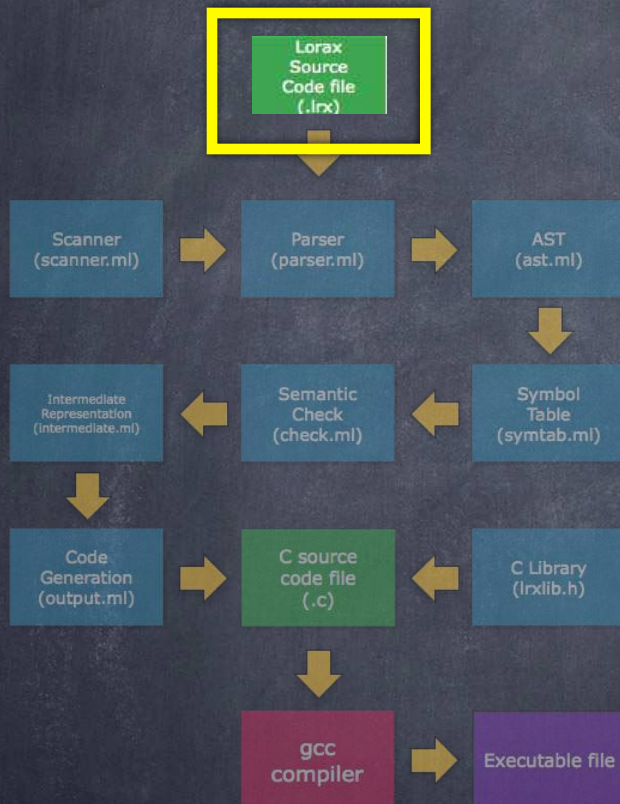 Lorax
Source
Code file
(.lrx)
Scanner
(scanner.ml)
Parser
(parser.ml)
AST
(ast.ml)
Intermediate
Representation
(intermediate.ml)
Semantic
Check
(check.ml)
Symbol
Table
(symtab.ml)
Code
Generation
(output.ml)
C source
code file
(.c)
C Library
(lrxlib.h)
gcc
compiler
Executable file